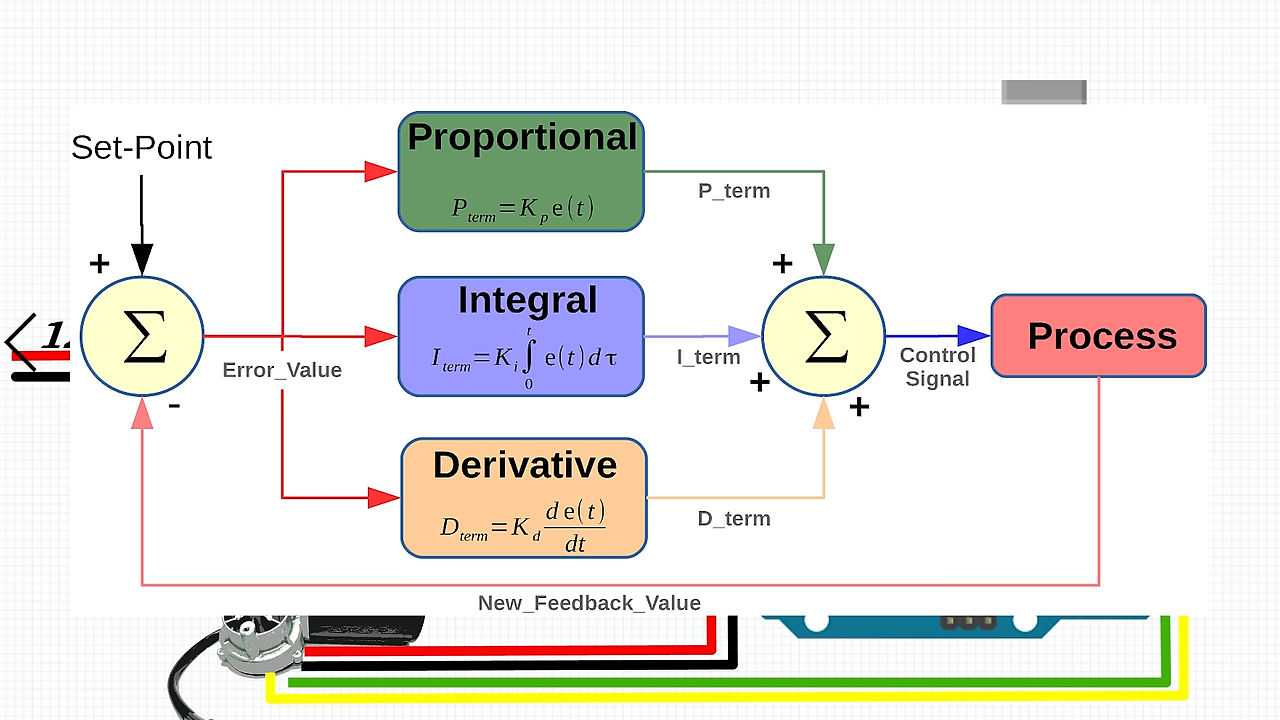 Set-Point
Proportional
P_term = K_p e(t)
P_term
+
+
Σ
Error_Value
Integral
I_term = K_i ∫_0^t e(t) dτ
I_term
Σ
Control
Signal
Process
1.
-
+
+
Derivative
D_term = K_d de(t)/dt
D_term
New_Feedback_Value